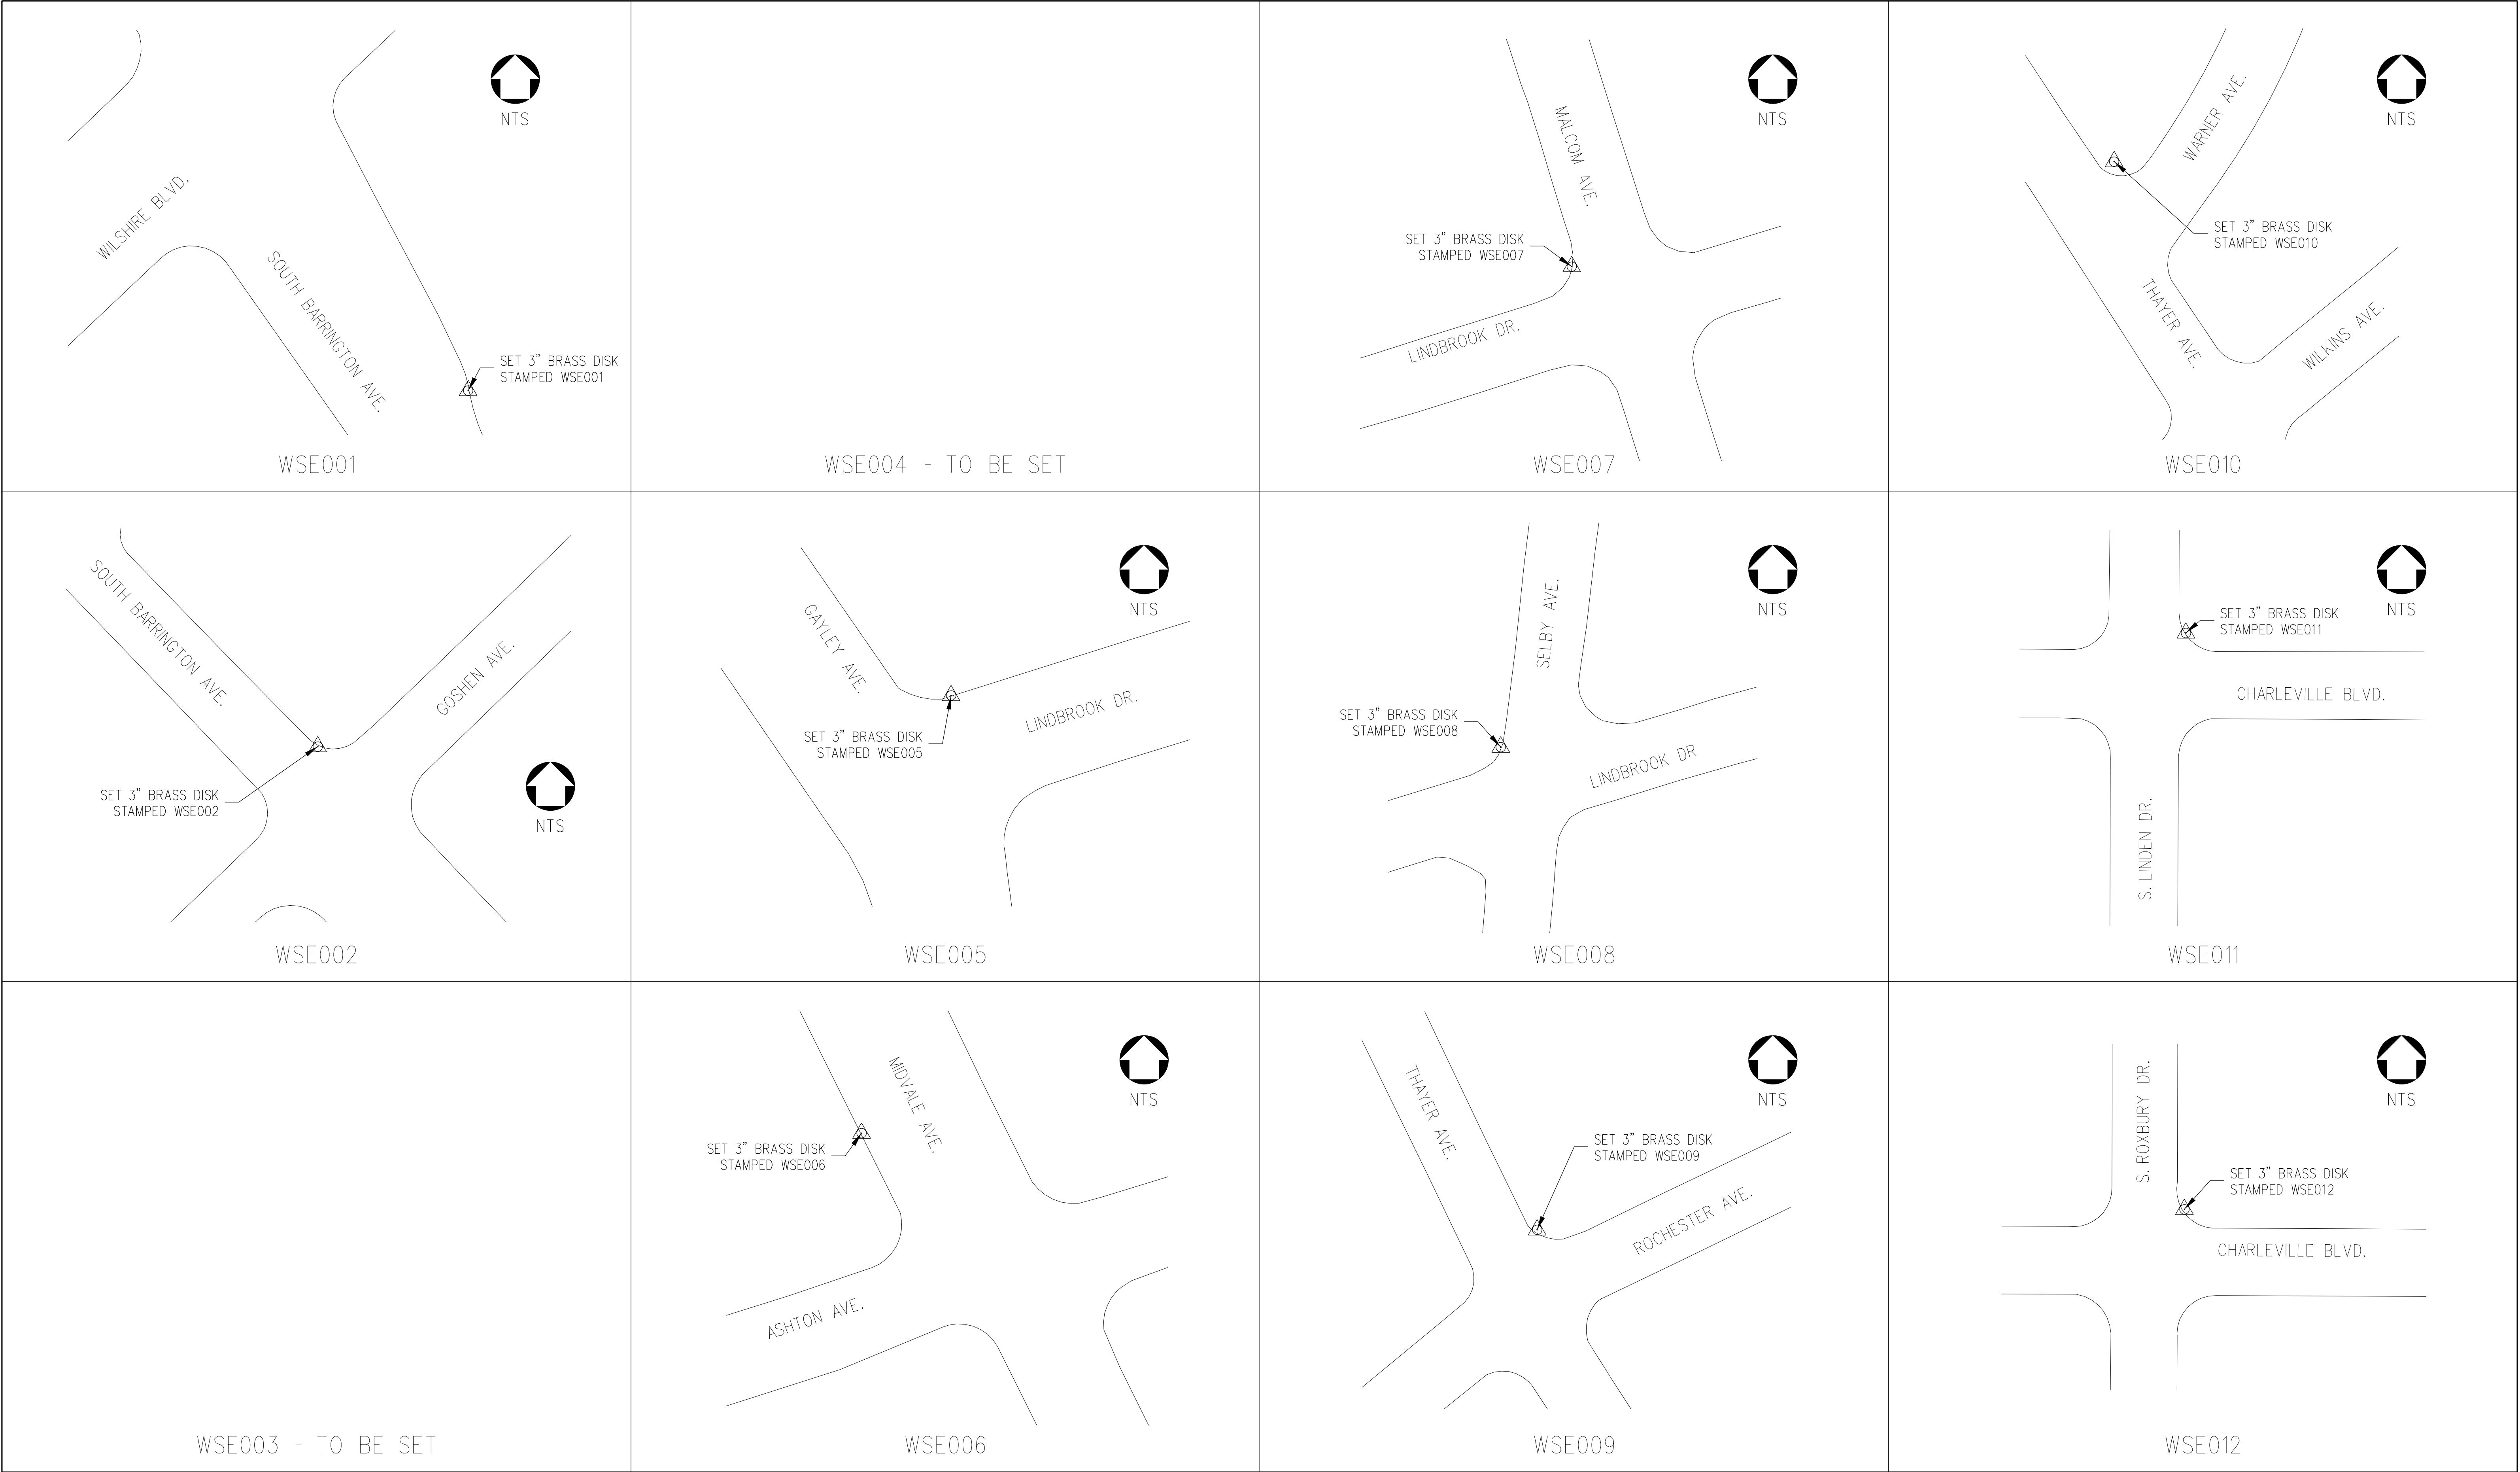 NTS
WILSHIRE BLVD.
SOUTH BARRINGTON AVE.
SET 3" BRASS DISK
STAMPED WSE001
WSE001
WSE004 - TO BE SET
NTS
MALCOM AVE.
SET 3" BRASS DISK
STAMPED WSE007
LINDBROOK DR.
WSE007
NTS
WARNER AVE.
SET 3" BRASS DISK
STAMPED WSE010
THAYER AVE.
WILKINS AVE.
WSE010
SOUTH BARRINGTON AVE.
GOSHEN AVE.
SET 3" BRASS DISK
STAMPED WSE002
NTS
WSE002
NTS
GAYLEY AVE.
LINDBROOK DR.
SET 3" BRASS DISK
STAMPED WSE005
WSE005
NTS
SELBY AVE.
SET 3" BRASS DISK
STAMPED WSE008
LINDBROOK DR
WSE008
NTS
SET 3" BRASS DISK
STAMPED WSE011
CHARLEVILLE BLVD.
S. LINDEN DR.
WSE011
WSE003 - TO BE SET
NTS
MIDVALE AVE.
SET 3" BRASS DISK
STAMPED WSE006
ASHTON AVE.
WSE006
NTS
THAYER AVE.
SET 3" BRASS DISK
STAMPED WSE009
ROCHESTER AVE.
WSE009
NTS
S. ROXBURY DR.
SET 3" BRASS DISK
STAMPED WSE012
CHARLEVILLE BLVD.
WSE012